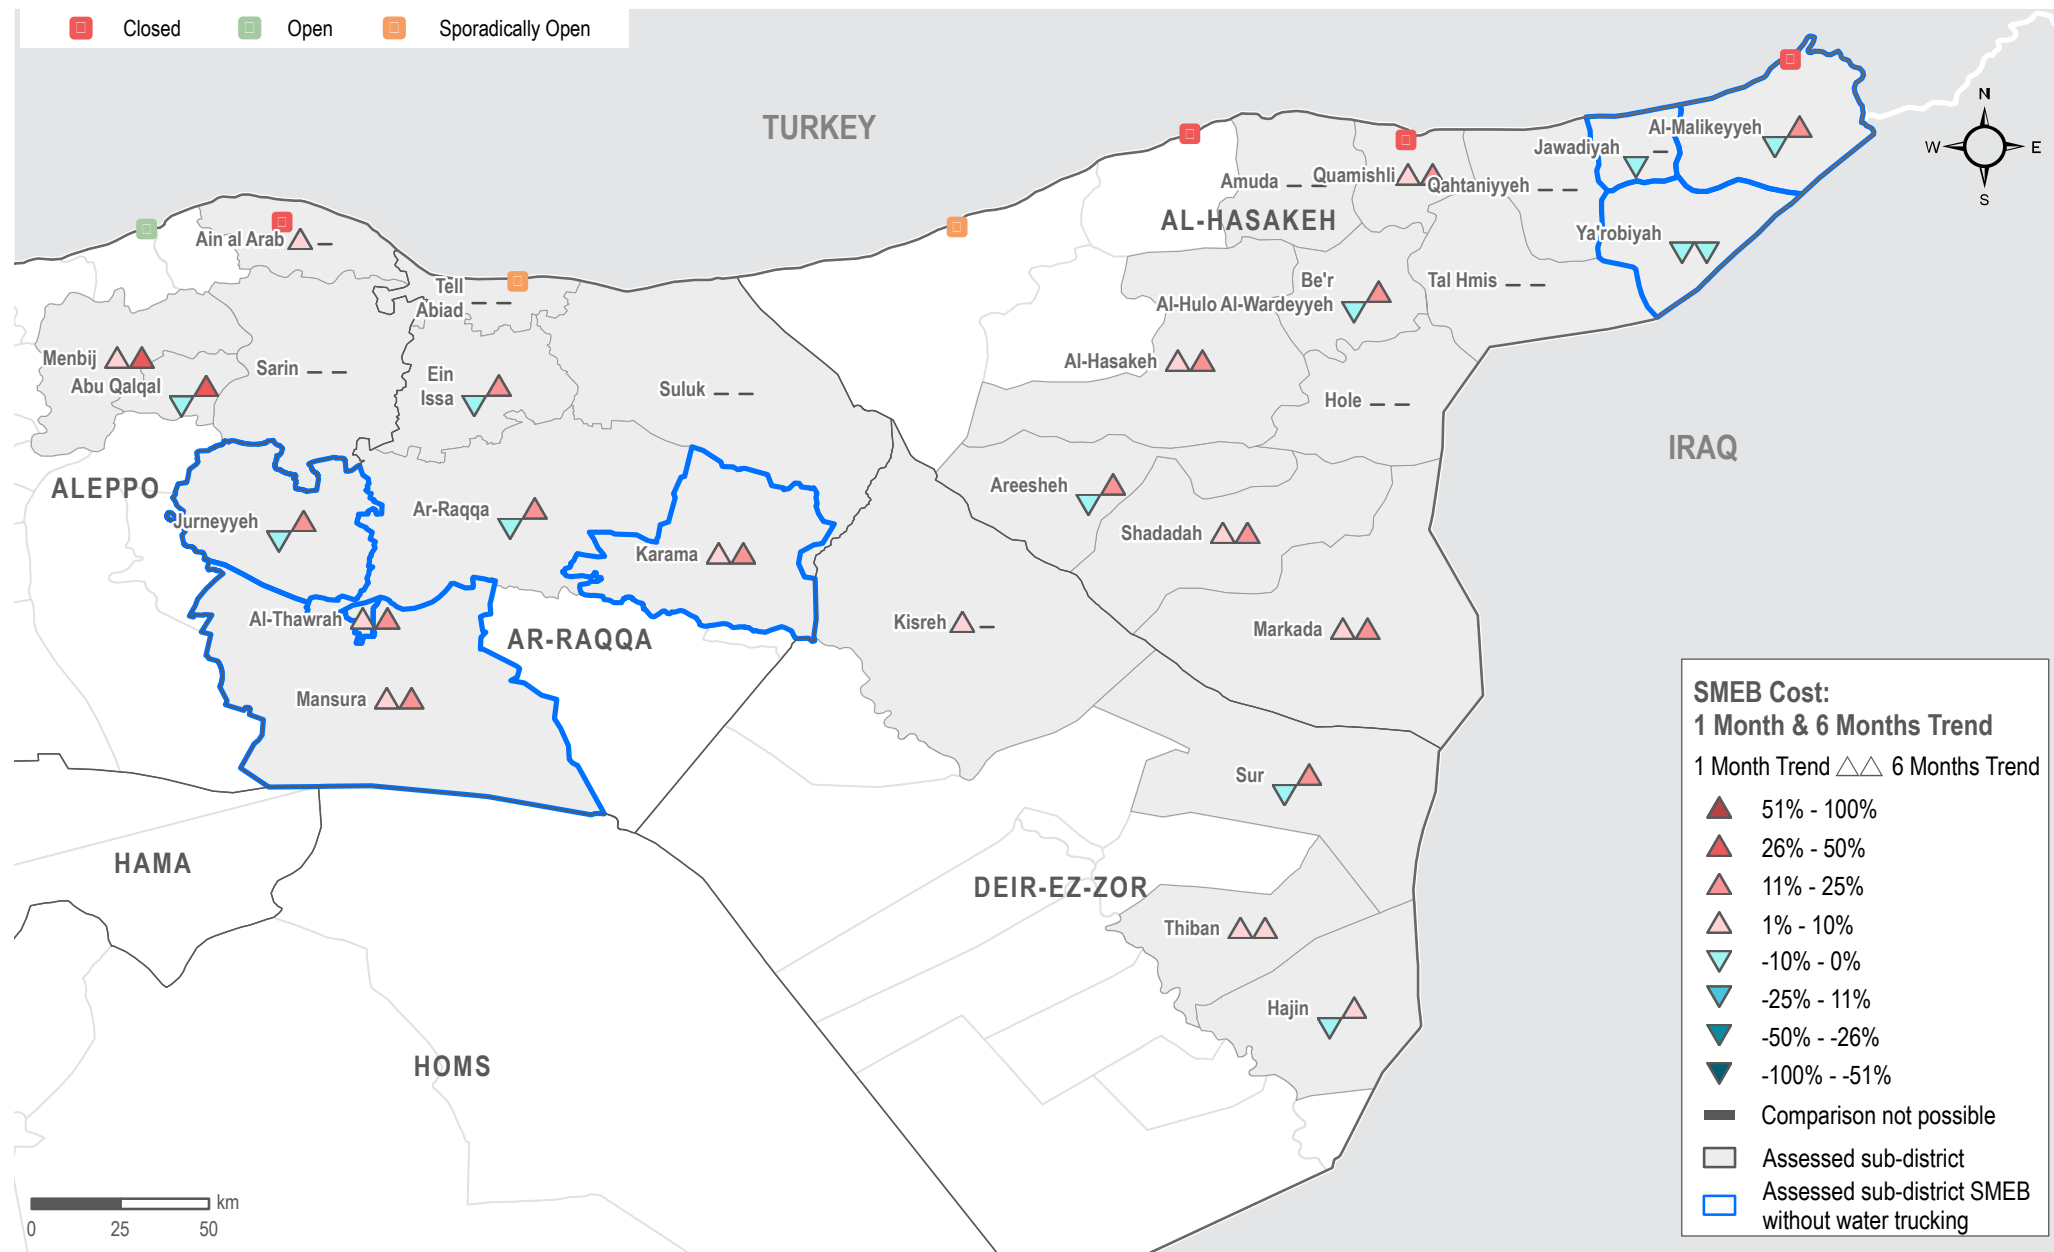 Closed
Open
Sporadically Open
TURKEY
N
W
E
S
Al-Malikeyyeh
Jawadiyah
Quamishli
Amuda
Qahtaniyyeh
AL-HASAKEH
Ya'robiyah
Ain al Arab
Tell
Abiad
Be'r
Al-Hulo Al-Wardeyyeh
Tal Hmis
Menbij
Abu Qalqal
Sarin
Ein
Issa
Suluk
Al-Hasakeh
Hole
IRAQ
ALEPPO
Jurneyyeh
Ar-Raqqa
Karama
Areesheh
Shadadah
Al-Thawrah
AR-RAQQA
Kisreh
Markada
Mansura
Sur
HAMA
DEIR-EZ-ZOR
Thiban
Hajin
HOMS
km
0
25
50
SMEB Cost:
1 Month & 6 Months Trend
1 Month Trend 6 Months Trend
51% - 100%
26% - 50%
11% - 25%
1% - 10%
-10% - 0%
-25% - 11%
-50% - -26%
-100% - -51%
Comparison not possible
Assessed sub-district
Assessed sub-district SMEB
without water trucking